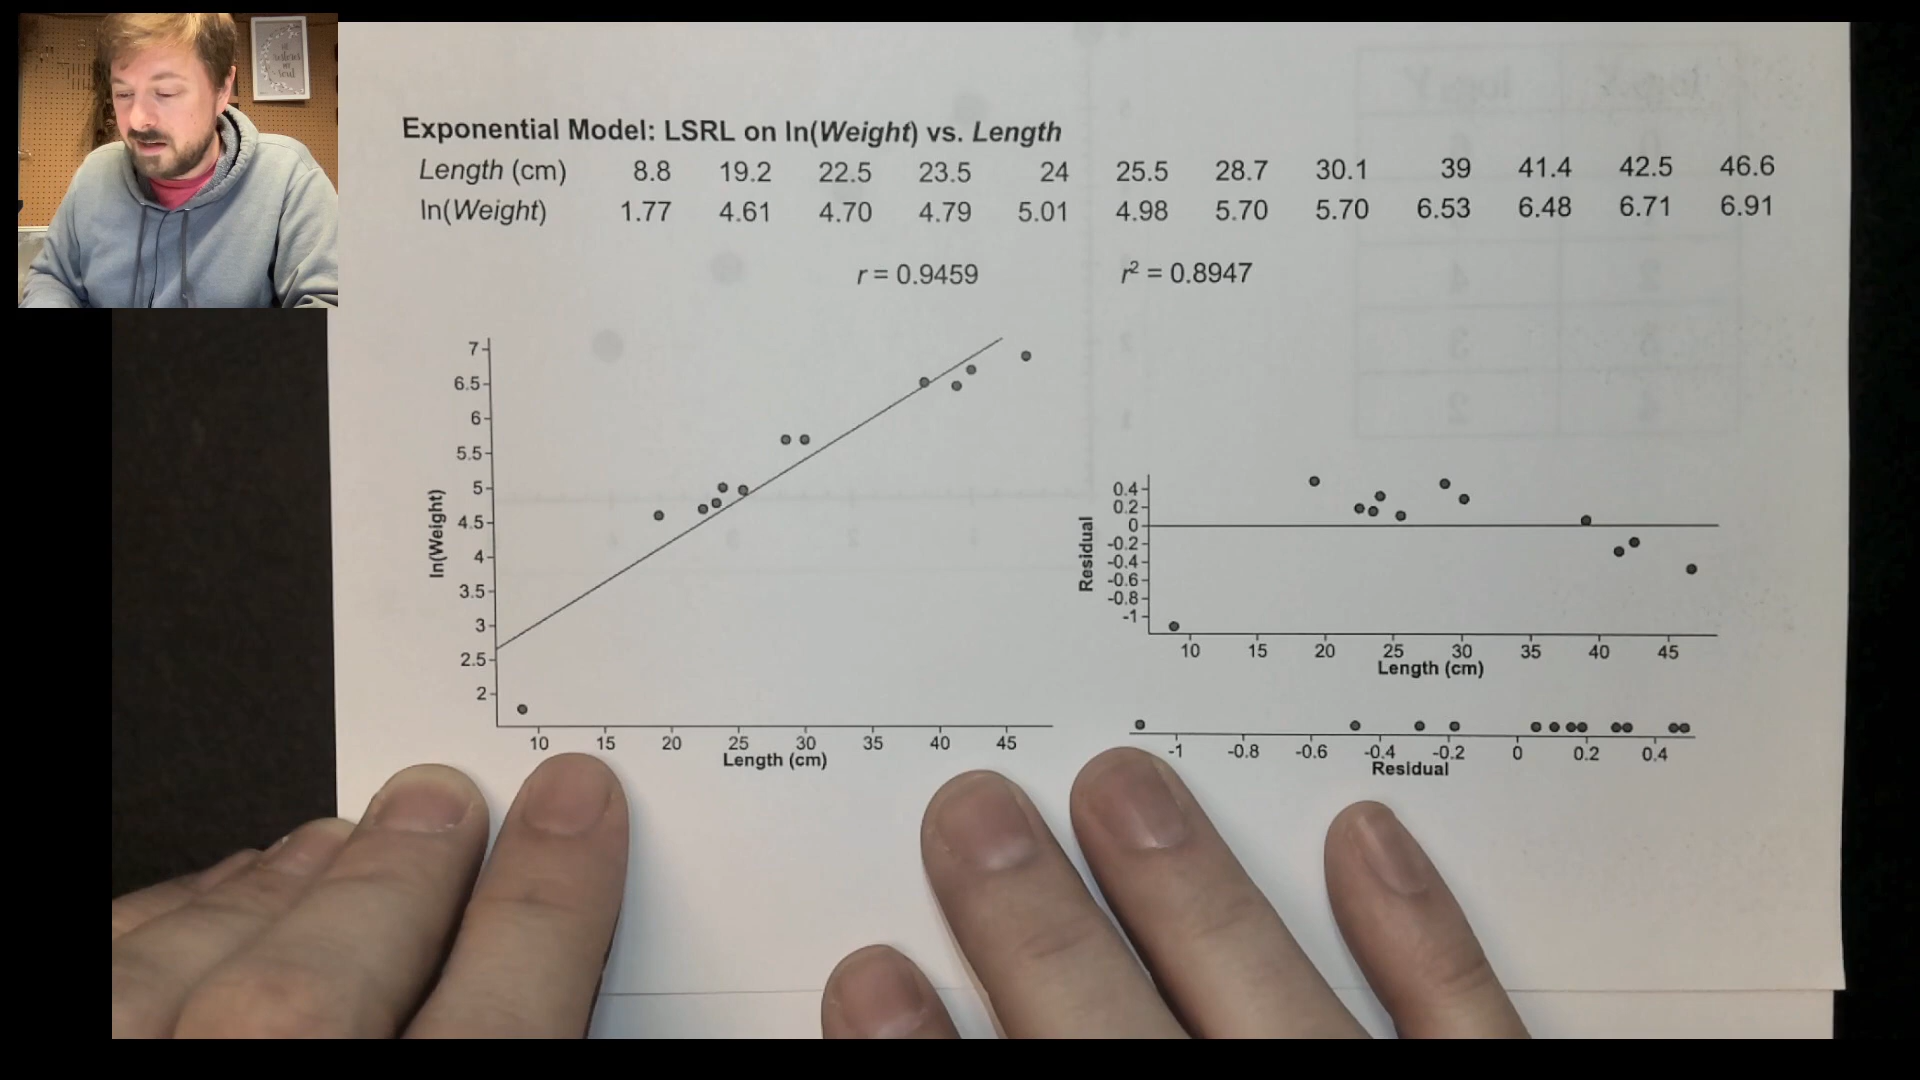 Exponential Model: LSRL on ln(Weight) vs. Length
Length (cm) 8.8 19.2 22.5 23.5 24 25.5 28.7 30.1 39 41.4 42.5 46.6
ln(Weight) 1.77 4.61 4.70 4.79 5.01 4.98 5.70 5.70 6.53 6.48 6.71 6.91
r = 0.9459 r² = 0.8947
7
6.5
6
5.5
5
4.5
4
3.5
3
2.5
2
ln(Weight)
10 15 20 25 30 35 40 45
Length (cm)
0.4
0.2
0
-0.2
-0.4
-0.6
-0.8
-1
Residual
10 15 20 25 30 35 40 45
Length (cm)
-1 -0.8 -0.6 -0.4 -0.2 0 0.2 0.4
Residual